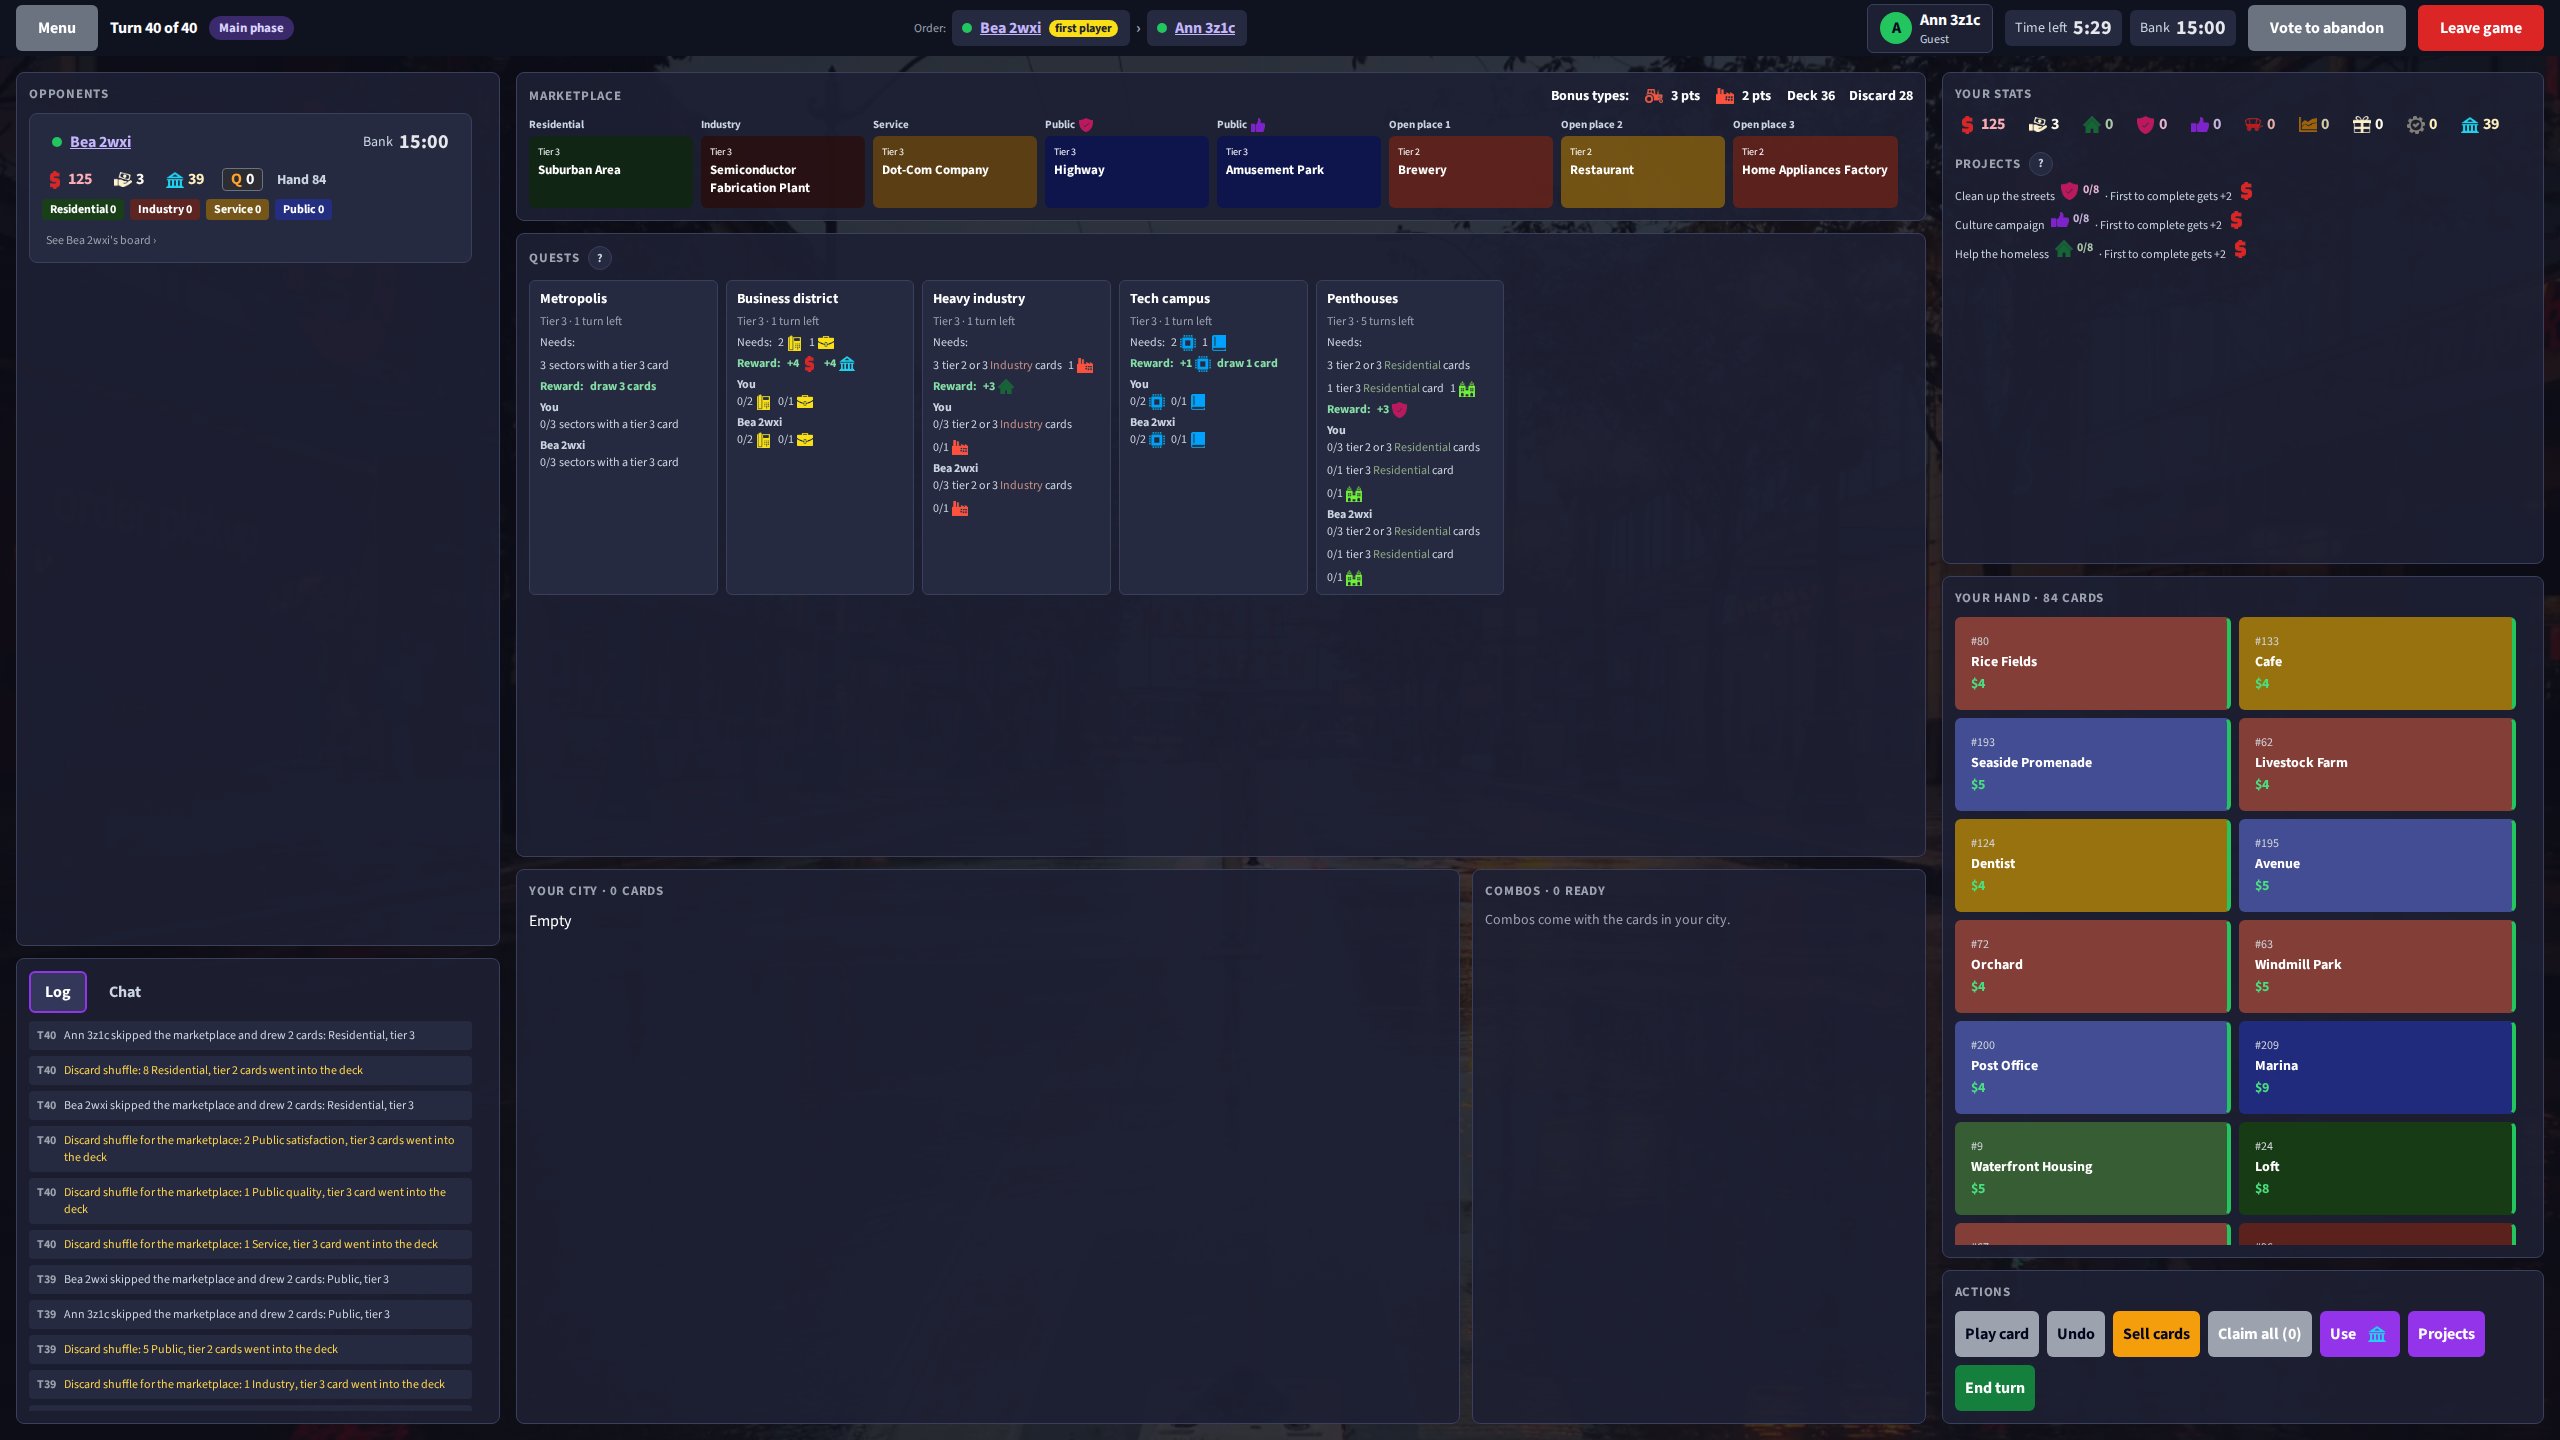 Menu
Turn 40 of 40
Main phase
Order:
Bea 2wxi
first player
›
Ann 3z1c
A
Ann 3z1c
Guest
Time left 5:29
Bank 15:00
Vote to abandon
Leave game
OPPONENTS
Bea 2wxi
Bank 15:00
125
3
39
Q 0
Hand 84
Residential 0
Industry 0
Service 0
Public 0
See Bea 2wxi's board ›
Log
Chat
T40 Ann 3z1c skipped the marketplace and drew 2 cards: Residential, tier 3
T40 Discard shuffle: 8 Residential, tier 2 cards went into the deck
T40 Bea 2wxi skipped the marketplace and drew 2 cards: Residential, tier 3
T40 Discard shuffle for the marketplace: 2 Public satisfaction, tier 3 cards went into
the deck
T40 Discard shuffle for the marketplace: 1 Public quality, tier 3 card went into the
deck
T40 Discard shuffle for the marketplace: 1 Service, tier 3 card went into the deck
T39 Bea 2wxi skipped the marketplace and drew 2 cards: Public, tier 3
T39 Ann 3z1c skipped the marketplace and drew 2 cards: Public, tier 3
T39 Discard shuffle: 5 Public, tier 2 cards went into the deck
T39 Discard shuffle for the marketplace: 1 Industry, tier 3 card went into the deck
MARKETPLACE
Bonus types: 3 pts 2 pts Deck 36 Discard 28
Residential
Tier 3
Suburban Area
Industry
Tier 3
Semiconductor
Fabrication Plant
Service
Tier 3
Dot-Com Company
Public
Tier 3
Highway
Public
Tier 3
Amusement Park
Open place 1
Tier 2
Brewery
Open place 2
Tier 2
Restaurant
Open place 3
Tier 2
Home Appliances Factory
QUESTS ?
Metropolis
Tier 3 · 1 turn left
Needs:
3 sectors with a tier 3 card
Reward: draw 3 cards
You
0/3 sectors with a tier 3 card
Bea 2wxi
0/3 sectors with a tier 3 card
Business district
Tier 3 · 1 turn left
Needs: 2 1
Reward: +4 +4
You
0/2 0/1
Bea 2wxi
0/2 0/1
Heavy industry
Tier 3 · 1 turn left
Needs:
3 tier 2 or 3 Industry cards 1
Reward: +3
You
0/3 tier 2 or 3 Industry cards
0/1
Bea 2wxi
0/3 tier 2 or 3 Industry cards
0/1
Tech campus
Tier 3 · 1 turn left
Needs: 2 1
Reward: +1 draw 1 card
You
0/2 0/1
Bea 2wxi
0/2 0/1
Penthouses
Tier 3 · 5 turns left
Needs:
3 tier 2 or 3 Residential cards
1 tier 3 Residential card 1
Reward: +3
You
0/3 tier 2 or 3 Residential cards
0/1 tier 3 Residential card
0/1
Bea 2wxi
0/3 tier 2 or 3 Residential cards
0/1 tier 3 Residential card
0/1
YOUR CITY · 0 CARDS
Empty
COMBOS · 0 READY
Combos come with the cards in your city.
YOUR STATS
125 3 0 0 0 0 0 0 0 39
PROJECTS ?
Clean up the streets 0/8 · First to complete gets +2
Culture campaign 0/8 · First to complete gets +2
Help the homeless 0/8 · First to complete gets +2
YOUR HAND · 84 CARDS
#80
Rice Fields
$4
#133
Cafe
$4
#193
Seaside Promenade
$5
#62
Livestock Farm
$4
#124
Dentist
$4
#195
Avenue
$5
#72
Orchard
$4
#63
Windmill Park
$5
#200
Post Office
$4
#209
Marina
$9
#9
Waterfront Housing
$5
#24
Loft
$8
ACTIONS
Play card
Undo
Sell cards
Claim all (0)
Use
Projects
End turn